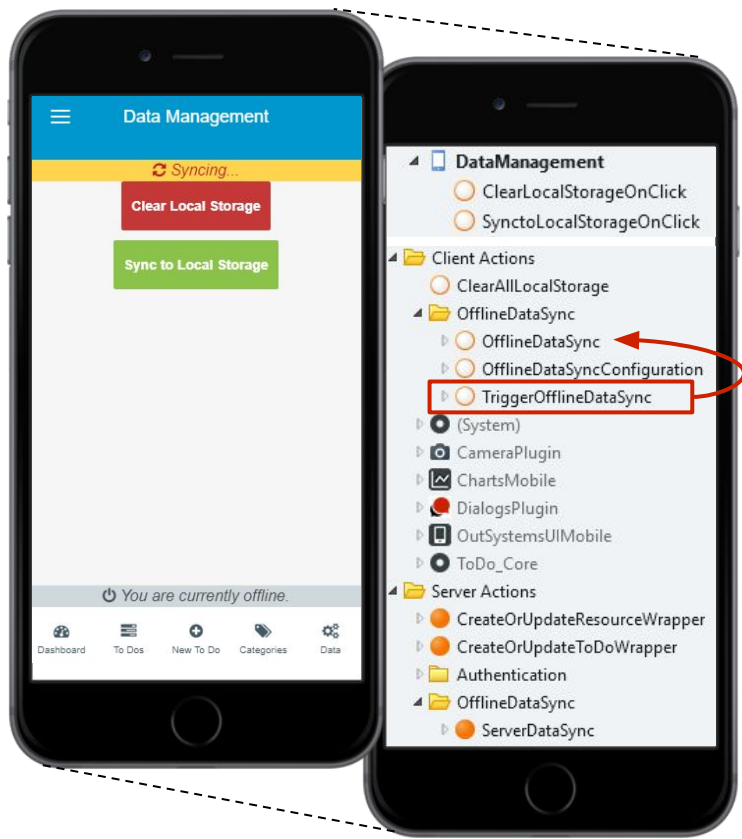 Data Management
Syncing...
Clear Local Storage
Sync to Local Storage
You are currently offline.
Dashboard
To Dos
New To Do
Categories
Data
DataManagement
ClearLocalStorageOnClick
SynctoLocalStorageOnClick
Client Actions
ClearAllLocalStorage
OfflineDataSync
OfflineDataSync
OfflineDataSyncConfiguration
TriggerOfflineDataSync
(System)
CameraPlugin
ChartsMobile
DialogsPlugin
OutSystemsUIMobile
ToDo_Core
Server Actions
CreateOrUpdateResourceWrapper
CreateOrUpdateToDoWrapper
Authentication
OfflineDataSync
ServerDataSync